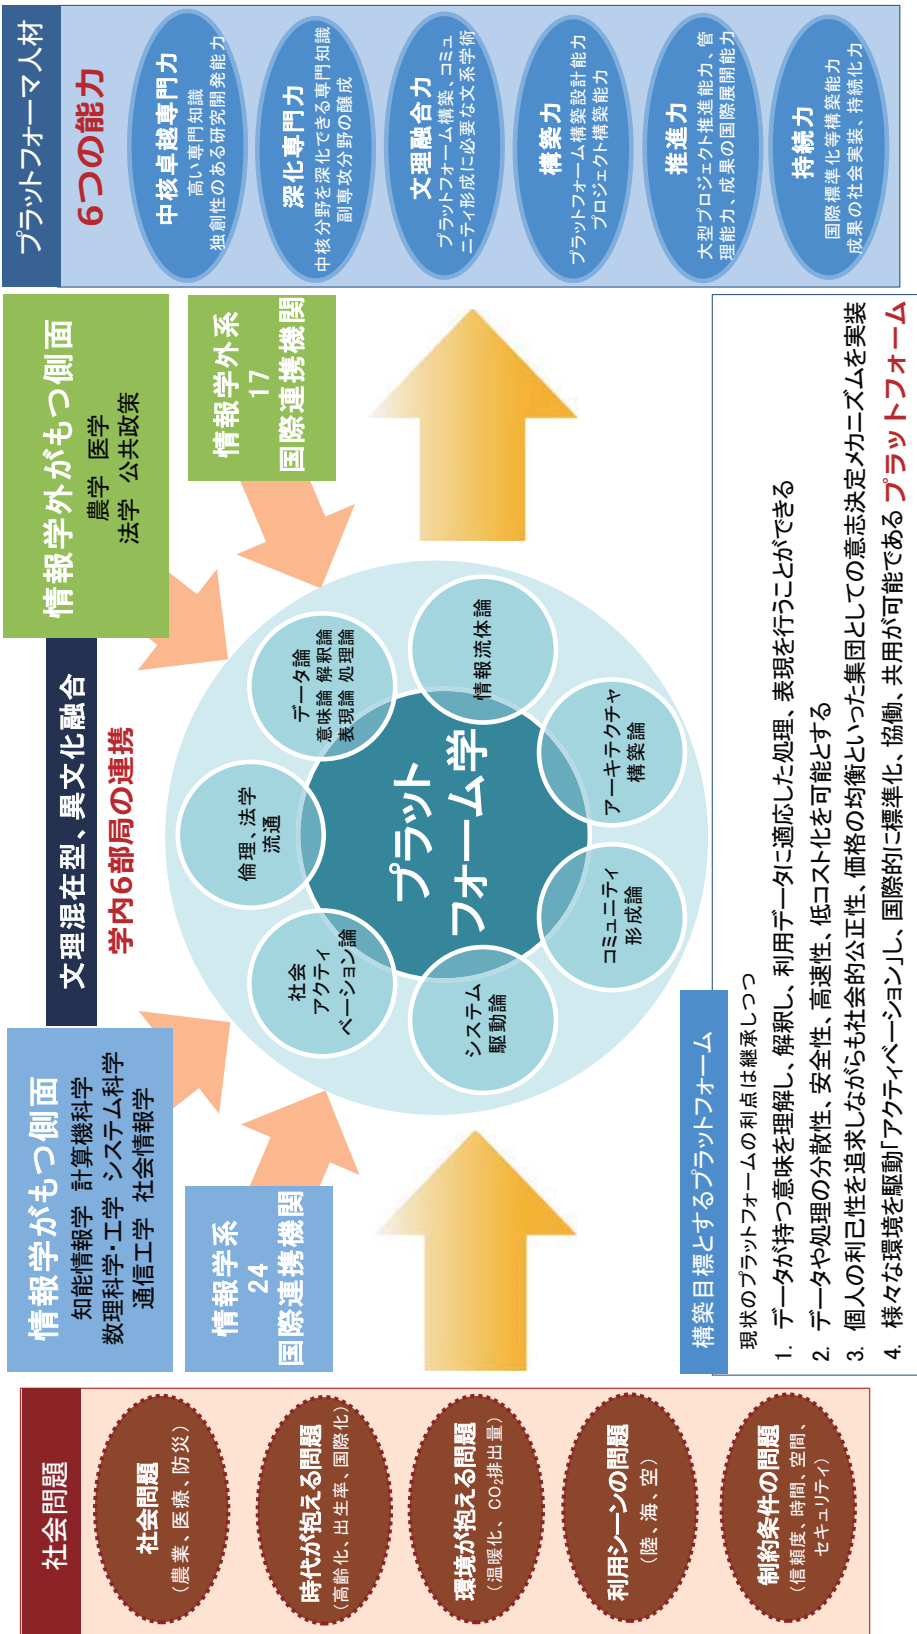 社会問題
社会問題
（農業、医療、防災）
時代が抱える問題
（高齢化、出生率、国際化）
環境が抱える問題
（温暖化、CO₂排出量）
利用シーンの問題
（陸、海、空）
制約条件の問題
（信頼度、時間、空間、
セキュリティ）
情報学がもつ側面
知能情報学 計算機科学
数理科学・工学 システム科学
通信工学 社会情報学
情報学系
24
国際連携機関
文理混在型、異文化融合
学内6部局の連携
情報学外がもつ側面
農学 医学
法学 公共政策
情報学外系
17
国際連携機関
プラット
フォーム学
倫理、法学
流通
データ論
意味論 解釈論
表現論 処理論
情報流体論
アーキテクチャ
構築論
コミュニティ
形成論
システム
駆動論
社会
アクティ
ベーション論
構築目標とするプラットフォーム
現状のプラットフォームの利点は継承しつつ
1. データが持つ意味を理解し、解釈し、利用データに適応した処理、表現を行うことができる
2. データや処理の分散性、安全性、高速性、低コスト化を可能とする
3. 個人の利己性を追求しながらも社会的公正性、価格の均衡といった集団としての意志決定メカニズムを実装
4. 様々な環境を駆動「アクティベーション」し、国際的に標準化、協働、共用が可能である プラットフォーム
プラットフォーマ人材
6つの能力
中核卓越専門力
高い専門知識
独創性のある研究開発能力
深化専門力
中核分野を深化できる専門知識
副専攻分野の醸成
文理融合力
プラットフォーム構築、コミュ
ニティ形成に必要な文系学術
構築力
プラットフォーム構築設計能力
プロジェクト構築能力
推進力
大型プロジェクト推進能力、管
理能力、成果の国際展開能力
持続力
国際標準化等構築能力
成果の社会実装、持続化力